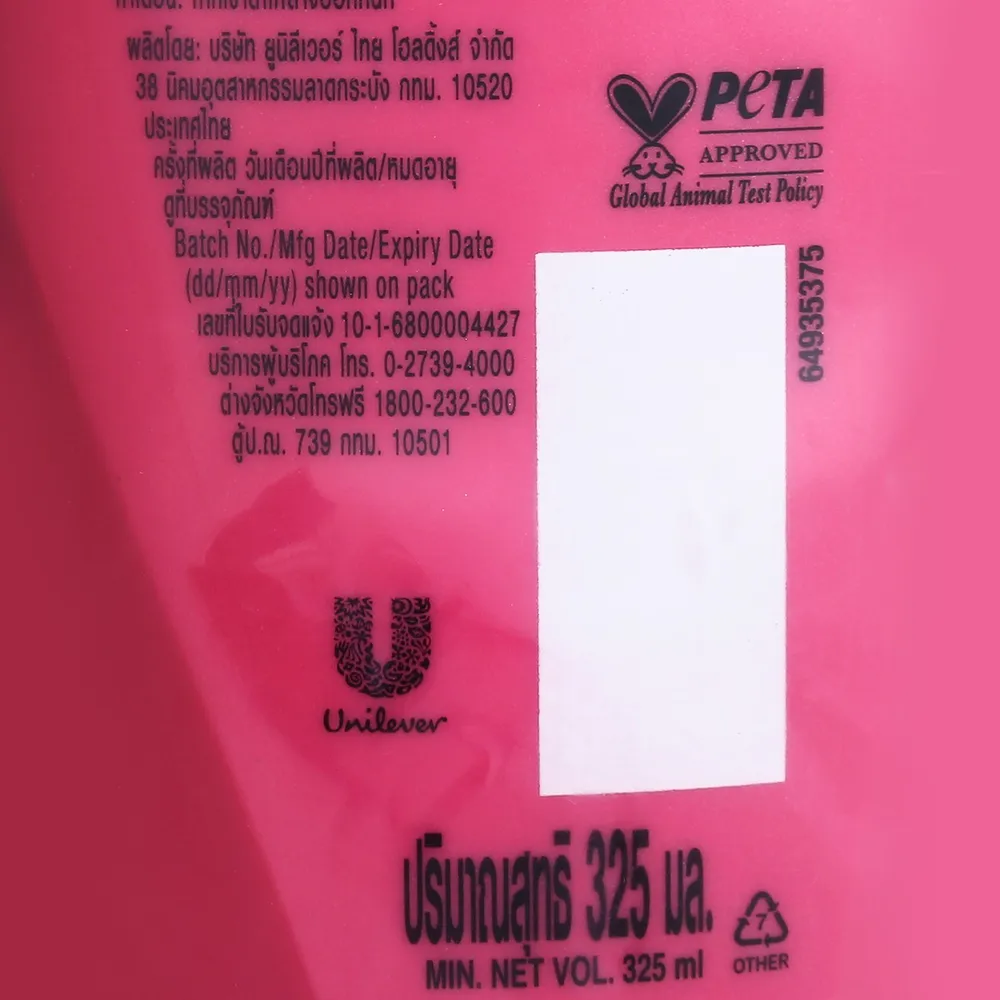 ผลิตโดย: บริษัท ยูนิลีเวอร์ ไทย โฮลดิ้งส์ จำกัด
38 นิคมอุตสาหกรรมลาดกระบัง กทม. 10520
ประเทศไทย
ครั้งที่ผลิต วันเดือนปีที่ผลิต/หมดอายุ
ดูที่บรรจุภัณฑ์
Batch No./Mfg Date/Expiry Date
(dd/mm/yy) shown on pack
เลขที่ใบรับจดแจ้ง 10-1-6800004427
บริการผู้บริโภค โทร. 0-2739-4000
ต่างจังหวัดโทรฟรี 1800-232-600
ตู้ป.ณ. 739 กทม. 10501
PeTA
APPROVED
Global Animal Test Policy
64935375
Unilever
ปริมาณสุทธิ 325 มล.
MIN. NET VOL. 325 ml
7
OTHER